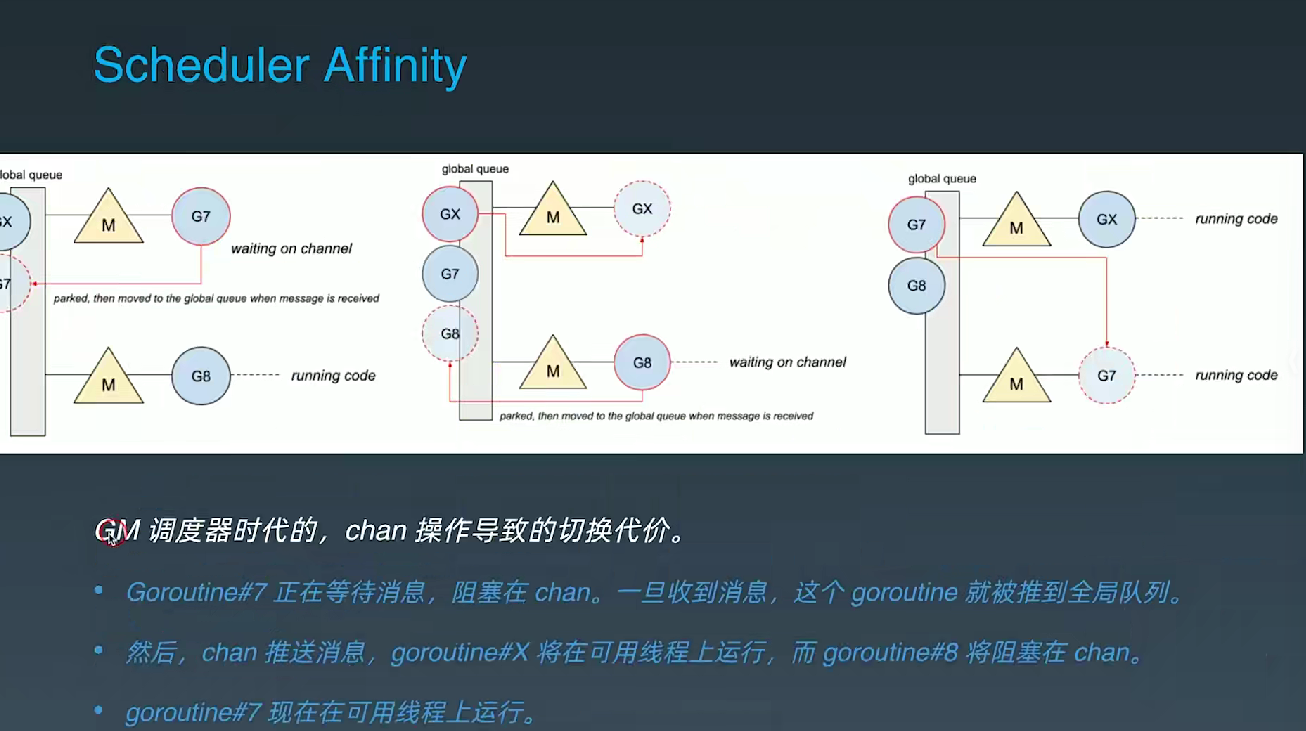 Scheduler Affinity
global queue
M
G7
waiting on channel
parked, then moved to the global queue when message is received
M
G8
running code
global queue
GX
M
GX
G7
G8
M
G8
waiting on channel
parked, then moved to the global queue when message is received
global queue
G7
M
GX
running code
G8
M
G7
running code
GM 调度器时代的，chan 操作导致的切换代价。
• Goroutine#7 正在等待消息，阻塞在 chan。一旦收到消息，这个 goroutine 就被推到全局队列。
• 然后，chan 推送消息，goroutine#X 将在可用线程上运行，而 goroutine#8 将阻塞在 chan。
• goroutine#7 现在在可用线程上运行。